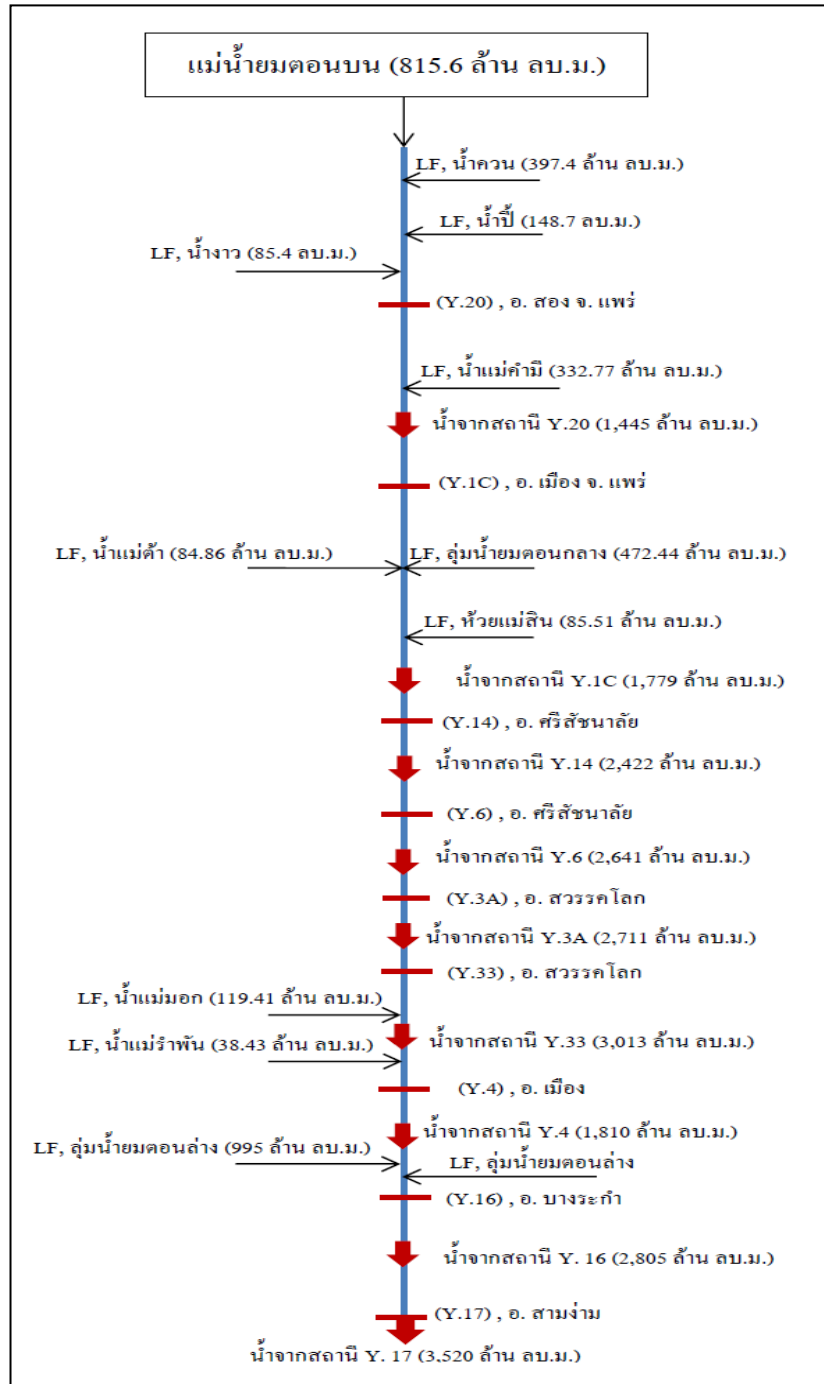 แม่น้ำยมตอนบน (815.6 ล้าน ลบ.ม.)
LF, น้ำควน (397.4 ล้าน ลบ.ม.)
LF, น้ำปี้ (148.7 ลบ.ม.)
LF, น้ำงาว (85.4 ลบ.ม.)
(Y.20) , อ. สอง จ. แพร่
LF, น้ำแม่คำมี (332.77 ล้าน ลบ.ม.)
น้ำจากสถานี Y.20 (1,445 ล้าน ลบ.ม.)
(Y.1C) , อ. เมือง จ. แพร่
LF, น้ำแม่ต้า (84.86 ล้าน ลบ.ม.)
LF, ลุ่มน้ำยมตอนกลาง (472.44 ล้าน ลบ.ม.)
LF, ห้วยแม่สิน (85.51 ล้าน ลบ.ม.)
น้ำจากสถานี Y.1C (1,779 ล้าน ลบ.ม.)
(Y.14) , อ. ศรีสัชนาลัย
น้ำจากสถานี Y.14 (2,422 ล้าน ลบ.ม.)
(Y.6) , อ. ศรีสัชนาลัย
น้ำจากสถานี Y.6 (2,641 ล้าน ลบ.ม.)
(Y.3A) , อ. สวรรคโลก
น้ำจากสถานี Y.3A (2,711 ล้าน ลบ.ม.)
(Y.33) , อ. สวรรคโลก
LF, น้ำแม่มอก (119.41 ล้าน ลบ.ม.)
น้ำจากสถานี Y.33 (3,013 ล้าน ลบ.ม.)
LF, น้ำแม่รำพัน (38.43 ล้าน ลบ.ม.)
(Y.4) , อ. เมือง
น้ำจากสถานี Y.4 (1,810 ล้าน ลบ.ม.)
LF, ลุ่มน้ำยมตอนล่าง (995 ล้าน ลบ.ม.)
LF, ลุ่มน้ำยมตอนล่าง
(Y.16) , อ. บางระกำ
น้ำจากสถานี Y. 16 (2,805 ล้าน ลบ.ม.)
(Y.17) , อ. สามง่าม
น้ำจากสถานี Y. 17 (3,520 ล้าน ลบ.ม.)